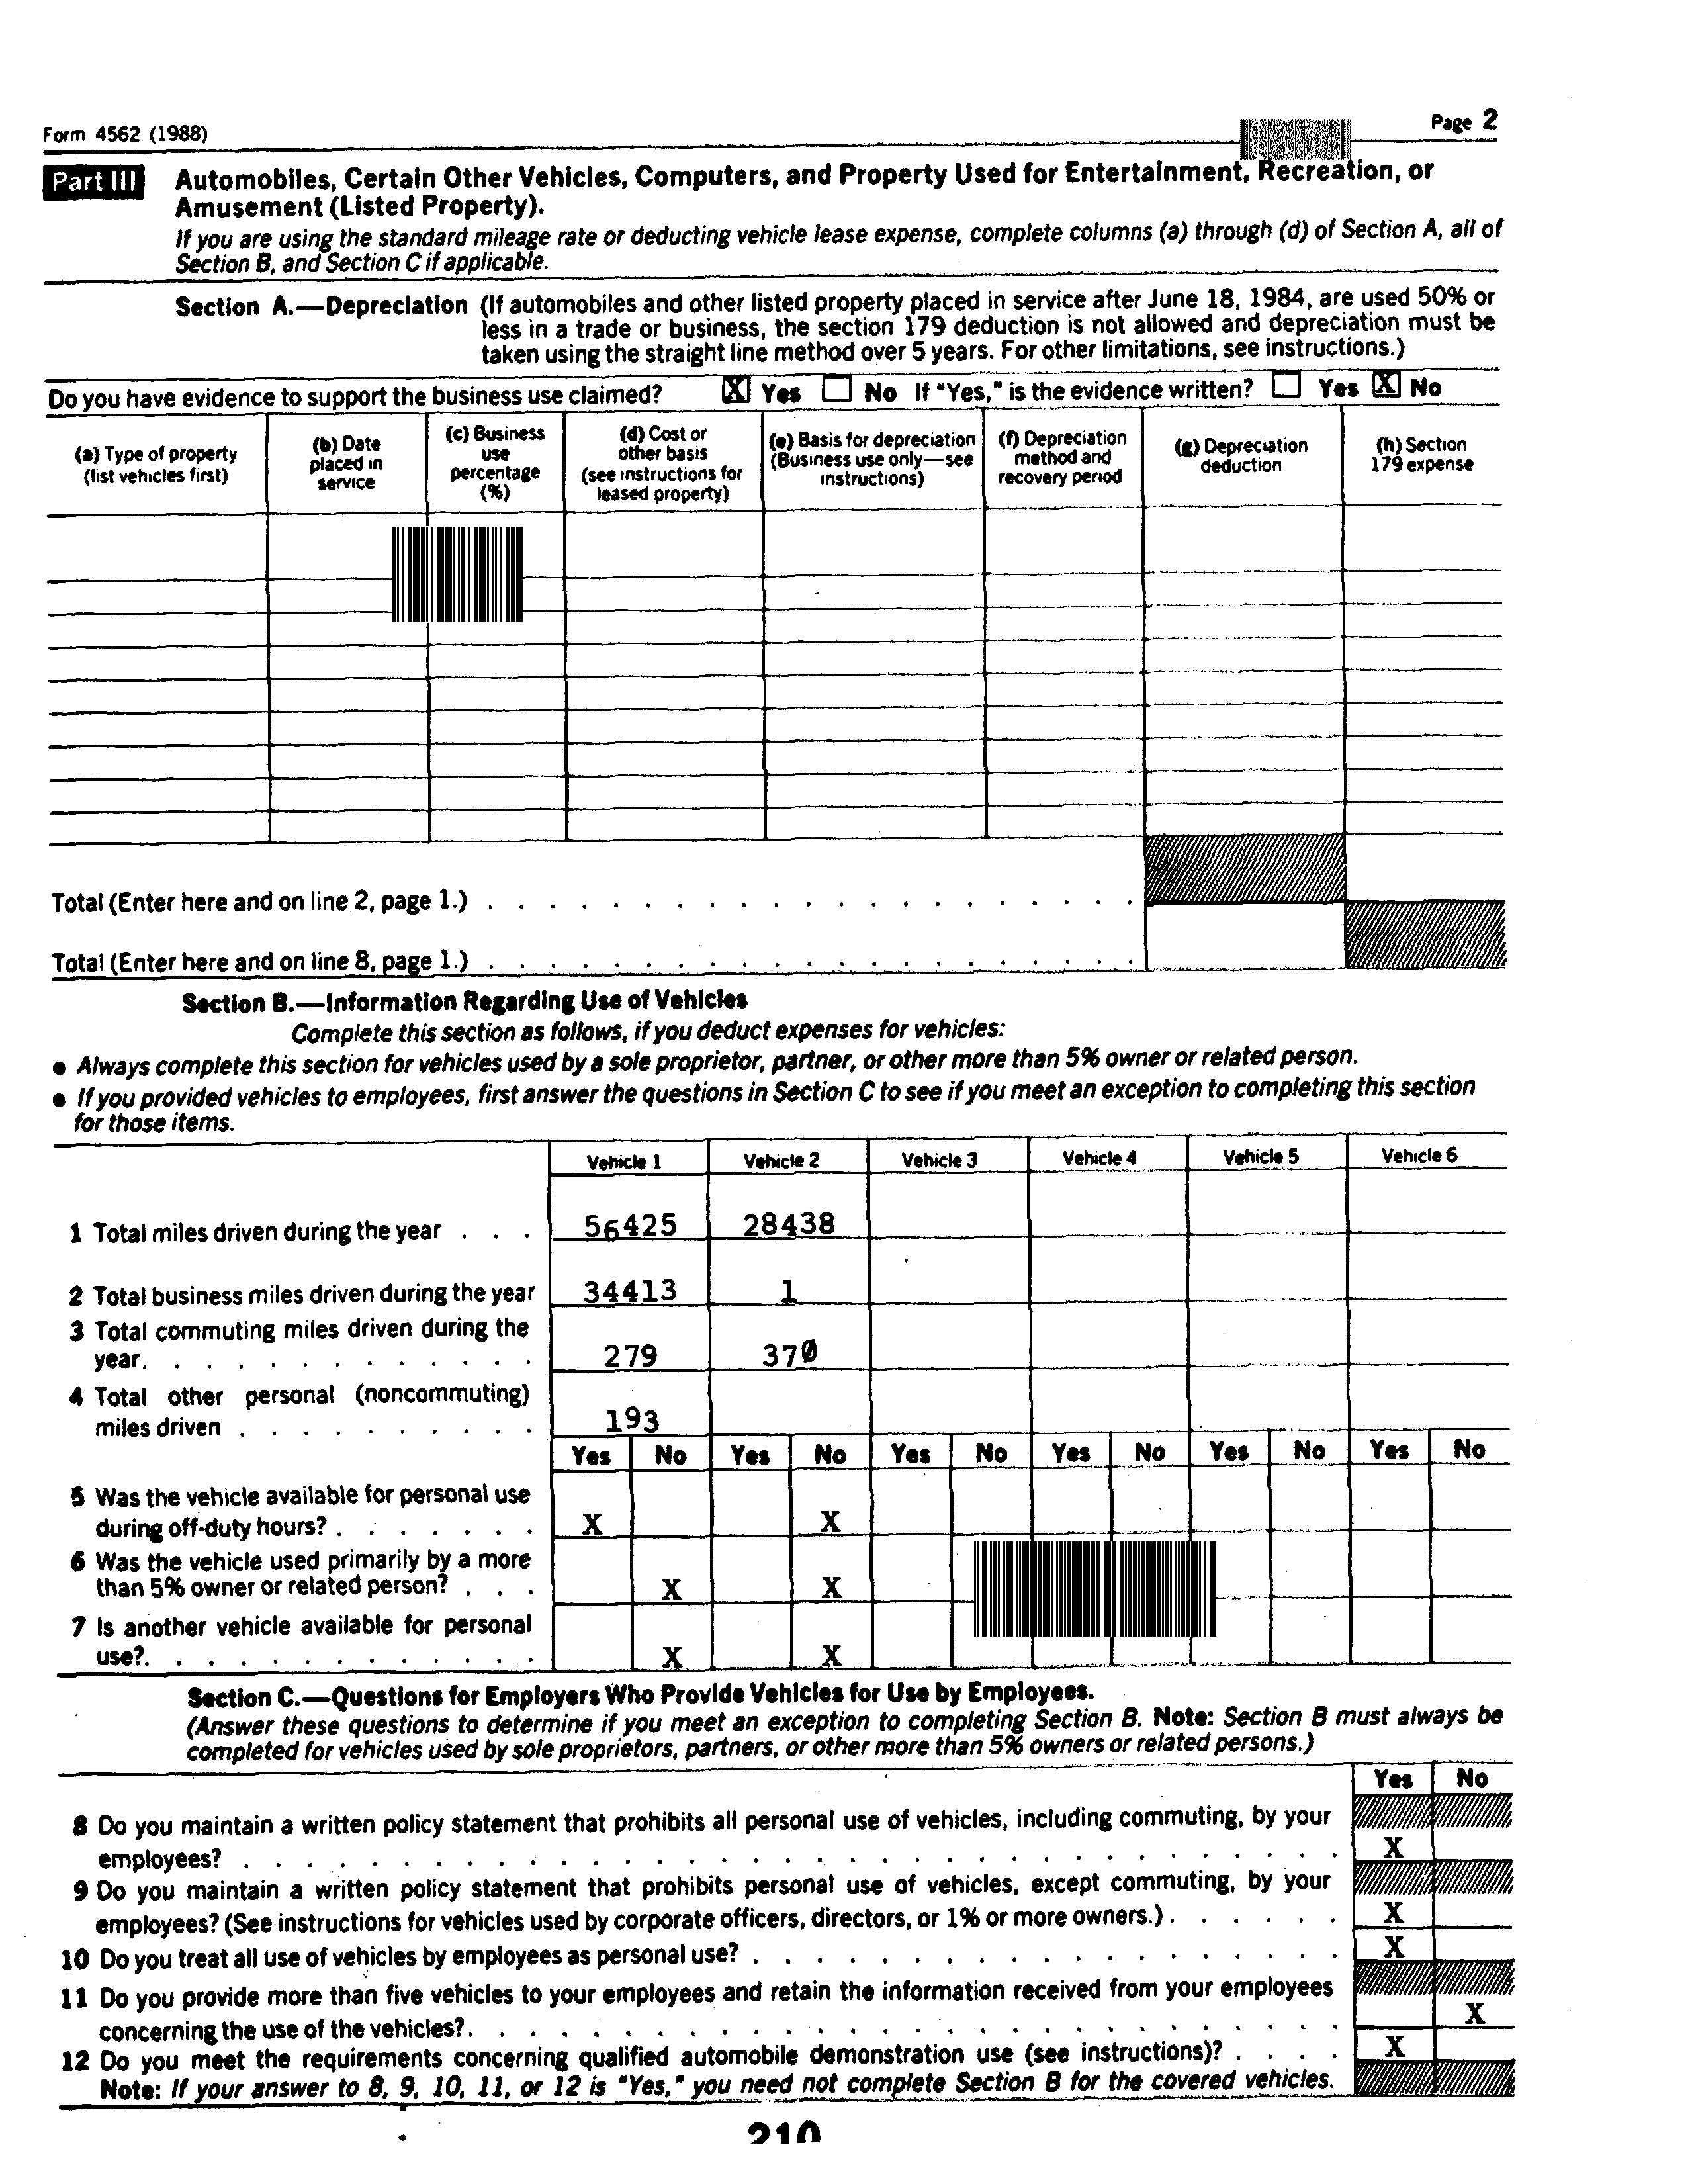 Form 4562 (1988)
Page 2
Part III Automobiles, Certain Other Vehicles, Computers, and Property Used for Entertainment, Recreation, or
Amusement (Listed Property).
If you are using the standard mileage rate or deducting vehicle lease expense, complete columns (a) through (d) of Section A, all of
Section B, and Section C if applicable.
Section A.—Depreciation (If automobiles and other listed property placed in service after June 18, 1984, are used 50% or
less in a trade or business, the section 179 deduction is not allowed and depreciation must be
taken using the straight line method over 5 years. For other limitations, see instructions.)
Do you have evidence to support the business use claimed? X Yes No If "Yes," is the evidence written? Yes X No
(a) Type of property
(list vehicles first)
(b) Date
placed in
service
(c) Business
use
percentage
(%)
(d) Cost or
other basis
(see instructions for
leased property)
(e) Basis for depreciation
(Business use only—see
instructions)
(f) Depreciation
method and
recovery period
(g) Depreciation
deduction
(h) Section
179 expense
Total (Enter here and on line 2, page 1.) . . . . . . . . . . . . . . . . . . . . .
Total (Enter here and on line 8, page 1.) . . . . . . . . . . . . . . . . . . . . .
Section B.—Information Regarding Use of Vehicles
Complete this section as follows, if you deduct expenses for vehicles:
● Always complete this section for vehicles used by a sole proprietor, partner, or other more than 5% owner or related person.
● If you provided vehicles to employees, first answer the questions in Section C to see if you meet an exception to completing this section
for those items.
Vehicle 1 Vehicle 2 Vehicle 3 Vehicle 4 Vehicle 5 Vehicle 6
1 Total miles driven during the year . . . 56425 28438
2 Total business miles driven during the year 34413 1
3 Total commuting miles driven during the
year. . . . . . . . . . . . . 279 370
4 Total other personal (noncommuting)
miles driven . . . . . . . . . . 193
Yes No Yes No Yes No Yes No Yes No Yes No
5 Was the vehicle available for personal use
during off-duty hours? . . . . . . . X X
6 Was the vehicle used primarily by a more
than 5% owner or related person? . . . X X
7 Is another vehicle available for personal
use?. . . . . . . . . . . . . X X
Section C.—Questions for Employers Who Provide Vehicles for Use by Employees.
(Answer these questions to determine if you meet an exception to completing Section B. Note: Section B must always be
completed for vehicles used by sole proprietors, partners, or other more than 5% owners or related persons.)
Yes No
8 Do you maintain a written policy statement that prohibits all personal use of vehicles, including commuting, by your
employees? . . . . . . . . . . . . . . . . . . . . . . . . . . . . . . . . . . . X
9 Do you maintain a written policy statement that prohibits personal use of vehicles, except commuting, by your
employees? (See instructions for vehicles used by corporate officers, directors, or 1% or more owners.) . . . . . . X
10 Do you treat all use of vehicles by employees as personal use? . . . . . . . . . . . . . . . . . . . X
11 Do you provide more than five vehicles to your employees and retain the information received from your employees
concerning the use of the vehicles?. . . . . . . . . . . . . . . . . . . . . . . . . . . . X
12 Do you meet the requirements concerning qualified automobile demonstration use (see instructions)? . . . . X
Note: If your answer to 8, 9, 10, 11, or 12 is "Yes," you need not complete Section B for the covered vehicles.
210